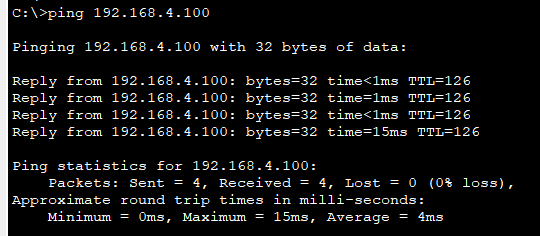 C:\>ping 192.168.4.100
Pinging 192.168.4.100 with 32 bytes of data:
Reply from 192.168.4.100: bytes=32 time<1ms TTL=126
Reply from 192.168.4.100: bytes=32 time=1ms TTL=126
Reply from 192.168.4.100: bytes=32 time<1ms TTL=126
Reply from 192.168.4.100: bytes=32 time=15ms TTL=126
Ping statistics for 192.168.4.100:
    Packets: Sent = 4, Received = 4, Lost = 0 (0% loss),
Approximate round trip times in milli-seconds:
    Minimum = 0ms, Maximum = 15ms, Average = 4ms